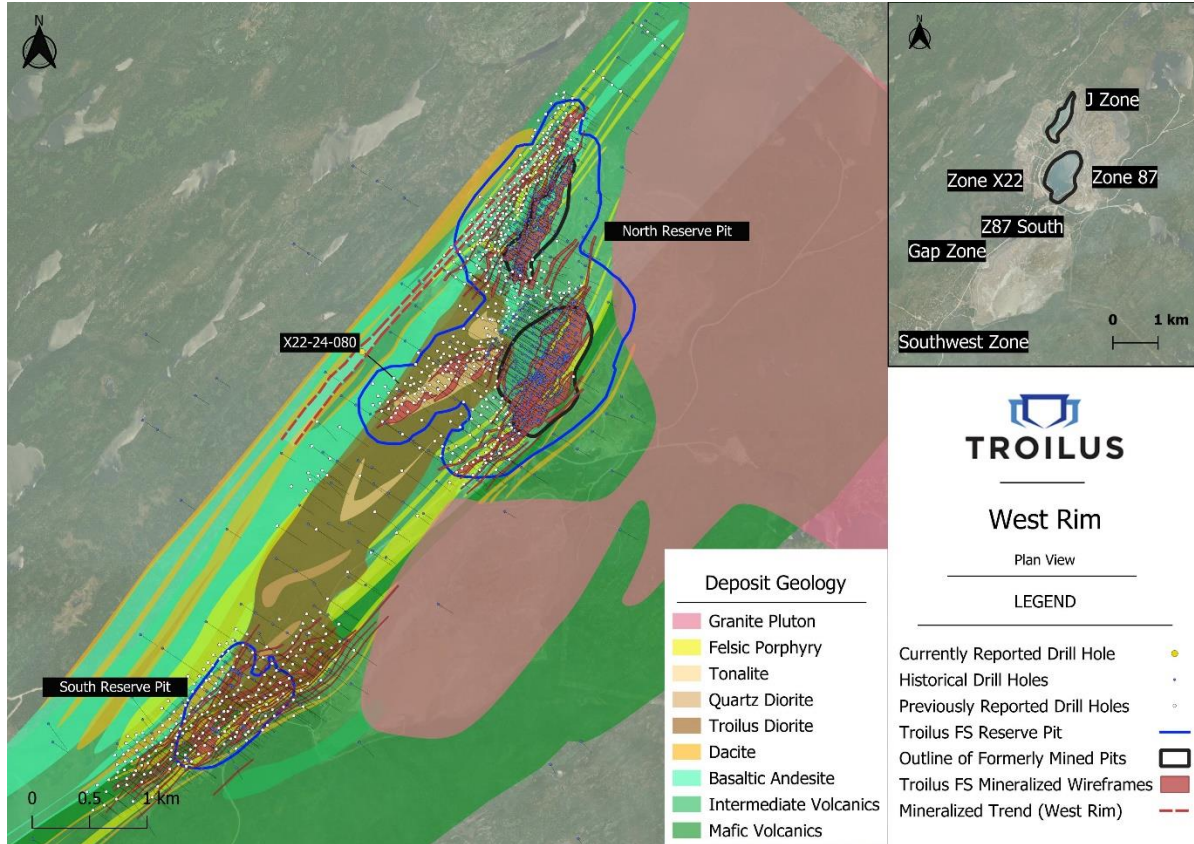 N
North Reserve Pit
X22-24-080
South Reserve Pit
0 0.5 1 km
Deposit Geology
Granite Pluton
Felsic Porphyry
Tonalite
Quartz Diorite
Troilus Diorite
Dacite
Basaltic Andesite
Intermediate Volcanics
Mafic Volcanics
N
J Zone
Zone X22
Zone 87
Z87 South
Gap Zone
Southwest Zone
0 1 km
TROILUS
West Rim
Plan View
LEGEND
Currently Reported Drill Hole
Historical Drill Holes
Previously Reported Drill Holes
Troilus FS Reserve Pit
Outline of Formerly Mined Pits
Troilus FS Mineralized Wireframes
Mineralized Trend (West Rim)